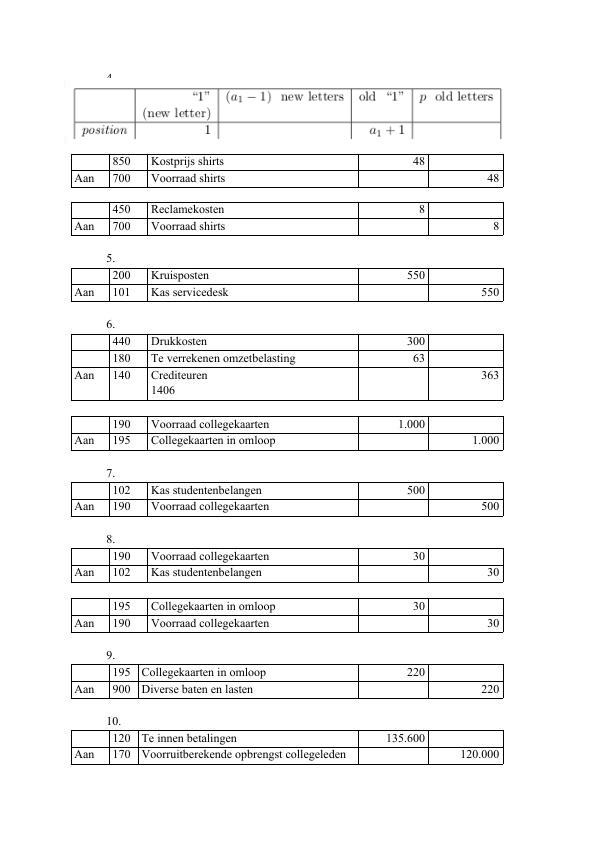 4
“1” (a₁ − 1) new letters old “1” p old letters
(new letter)
position 1 a₁ + 1
850 Kostprijs shirts 48
Aan 700 Voorraad shirts 48
450 Reclamekosten 8
Aan 700 Voorraad shirts 8
5.
200 Kruisposten 550
Aan 101 Kas servicedesk 550
6.
440 Drukkosten 300
180 Te verrekenen omzetbelasting 63
Aan 140 Crediteuren 363
1406
190 Voorraad collegekaarten 1.000
Aan 195 Collegekaarten in omloop 1.000
7.
102 Kas studentenbelangen 500
Aan 190 Voorraad collegekaarten 500
8.
190 Voorraad collegekaarten 30
Aan 102 Kas studentenbelangen 30
195 Collegekaarten in omloop 30
Aan 190 Voorraad collegekaarten 30
9.
195 Collegekaarten in omloop 220
Aan 900 Diverse baten en lasten 220
10.
120 Te innen betalingen 135.600
Aan 170 Voorruitberekende opbrengst collegeleden 120.000